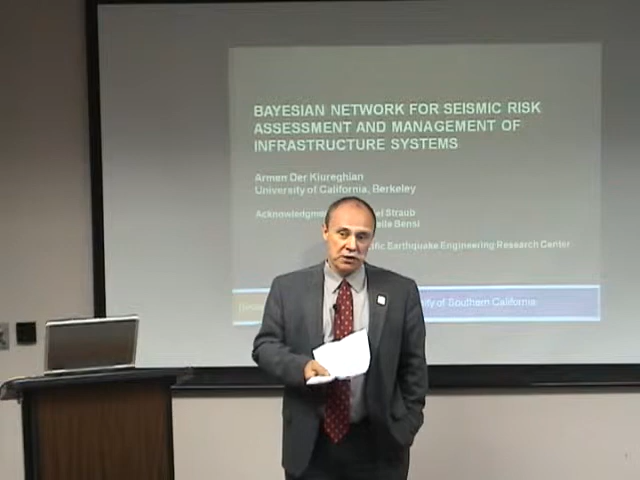 BAYESIAN NETWORK FOR SEISMIC RISK
ASSESSMENT AND MANAGEMENT OF
INFRASTRUCTURE SYSTEMS
Armen Der Kiureghian
University of California, Berkeley
Straub
Bensi
Earthquake Engineering Research Center
of Southern California